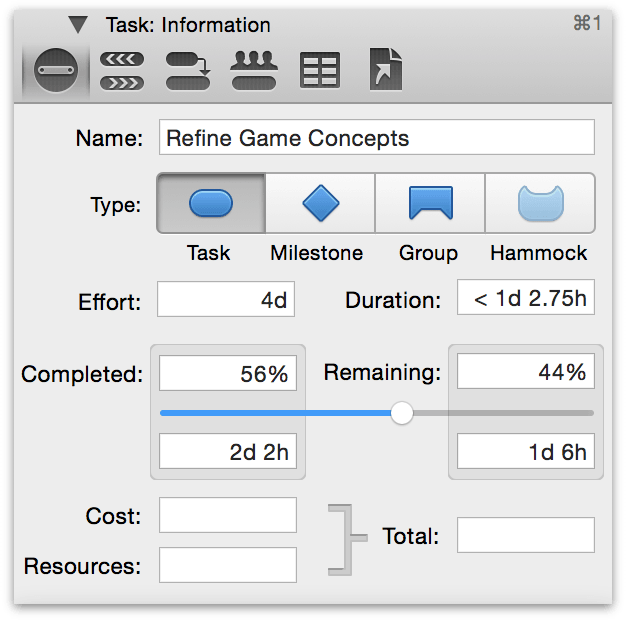 Task: Information ⌘1
Name: Refine Game Concepts
Type:
Task Milestone Group Hammock
Effort: 4d Duration: < 1d 2.75h
Completed: 56% Remaining: 44%
2d 2h 1d 6h
Cost:
Total:
Resources: